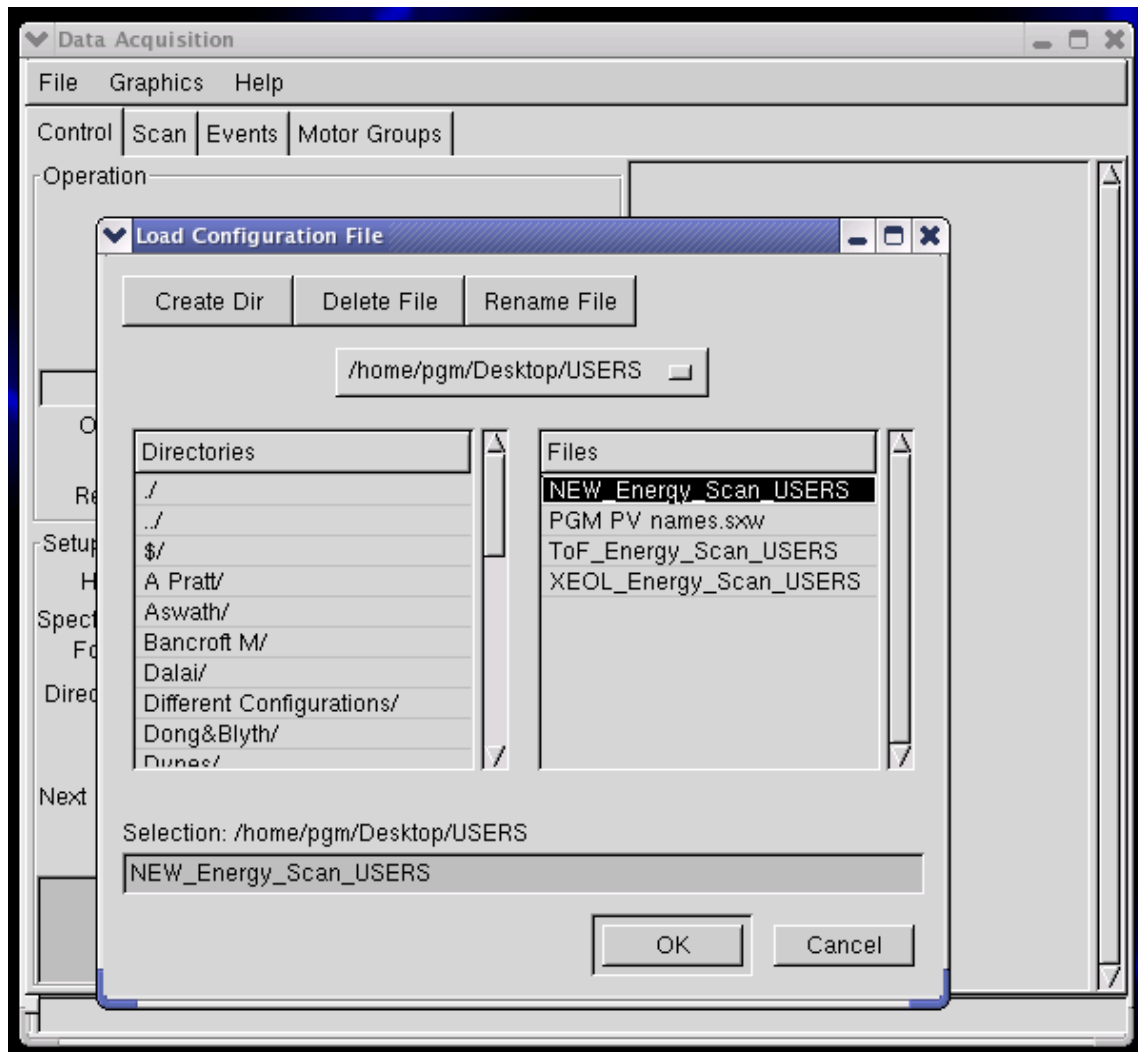 Data Acquisition
File Graphics Help
Control Scan Events Motor Groups
Operation
Load Configuration File
Create Dir Delete File Rename File
/home/pgm/Desktop/USERS
Directories
./
../
$/
A Pratt/
Aswath/
Bancroft M/
Dalai/
Different Configurations/
Dong&Blyth/
Dynes/
Files
NEW_Energy_Scan_USERS
PGM PV names.sxw
ToF_Energy_Scan_USERS
XEOL_Energy_Scan_USERS
Setup
Next
Selection: /home/pgm/Desktop/USERS
NEW_Energy_Scan_USERS
OK Cancel